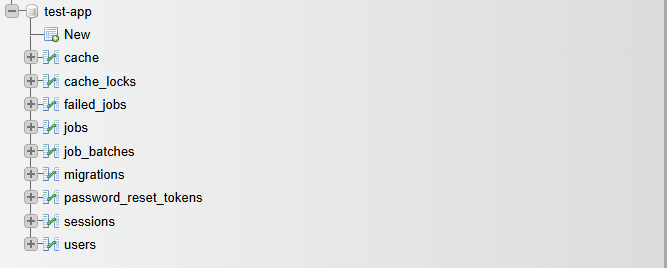 test-app
New
cache
cache_locks
failed_jobs
jobs
job_batches
migrations
password_reset_tokens
sessions
users